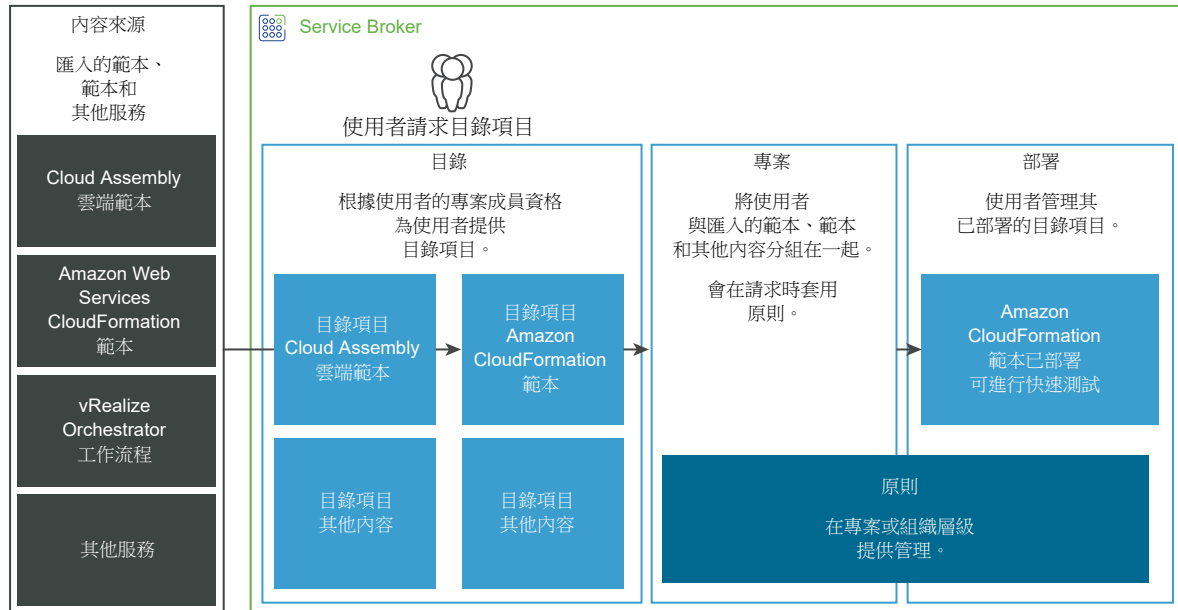 內容來源
匯入的範本、
範本和
其他服務
Cloud Assembly
雲端範本
Amazon Web
Services
CloudFormation
範本
vRealize
Orchestrator
工作流程
其他服務
Service Broker
使用者請求目錄項目
目錄
根據使用者的專案成員資格
為使用者提供
目錄項目。
目錄項目
Cloud Assembly
雲端範本
目錄項目
Amazon
CloudFormation
範本
目錄項目
其他內容
目錄項目
其他內容
專案
將使用者
與匯入的範本、範本
和其他內容分組在一起。
會在請求時套用
原則。
部署
使用者管理其
已部署的目錄項目。
Amazon
CloudFormation
範本已部署
可進行快速測試
原則
在專案或組織層級
提供管理。